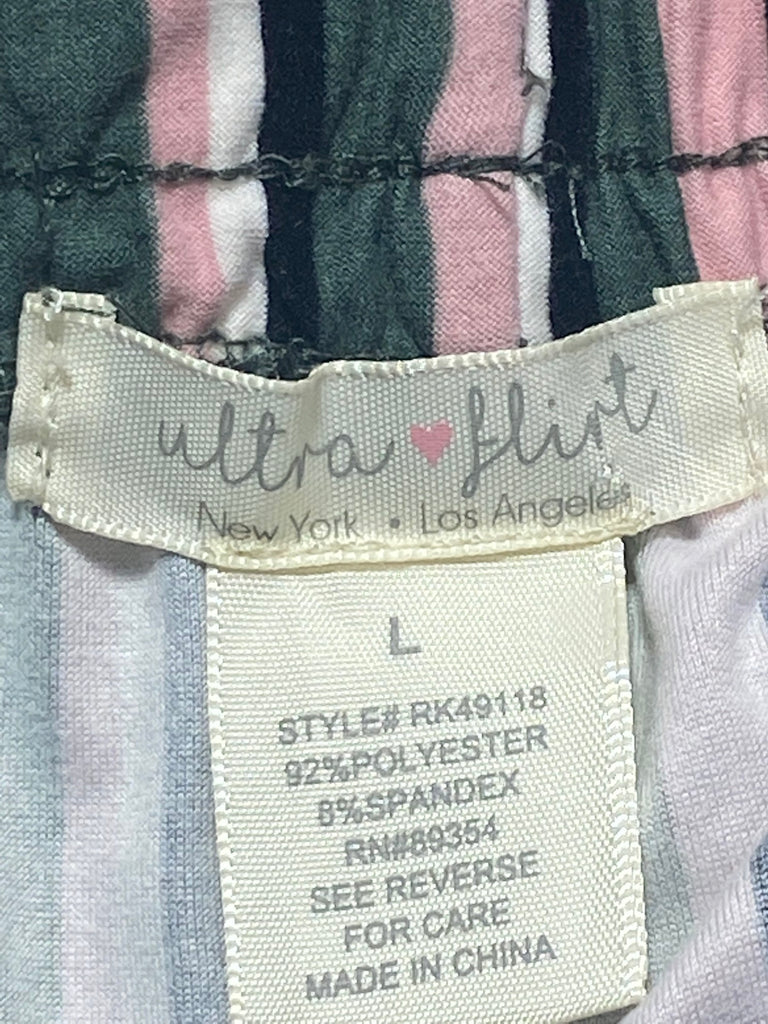 ultra flirt
New York • Los Angeles
L
STYLE# RK49118
92%POLYESTER
8%SPANDEX
RN#89354
SEE REVERSE
FOR CARE
MADE IN CHINA